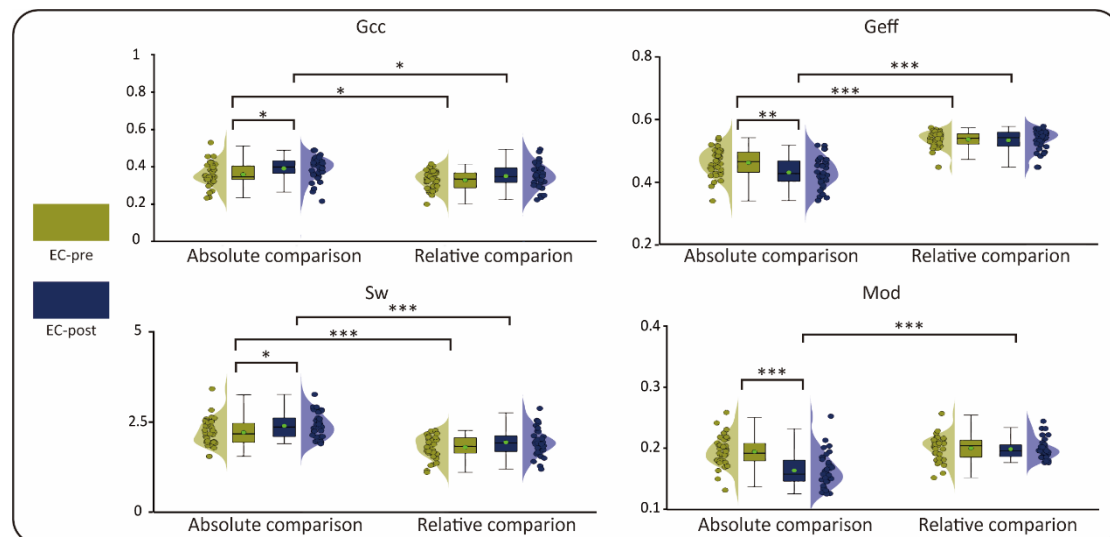 Gcc
1
0.8
0.6
0.4
0.2
0
*
*
*
Absolute comparison
Relative comparion
Geff
0.8
0.6
0.4
0.2
***
***
**
Absolute comparison
Relative comparion
EC-pre
EC-post
Sw
5
2.5
0
***
***
*
Absolute comparison
Relative comparion
Mod
0.4
0.3
0.2
0.1
***
***
Absolute comparison
Relative comparion